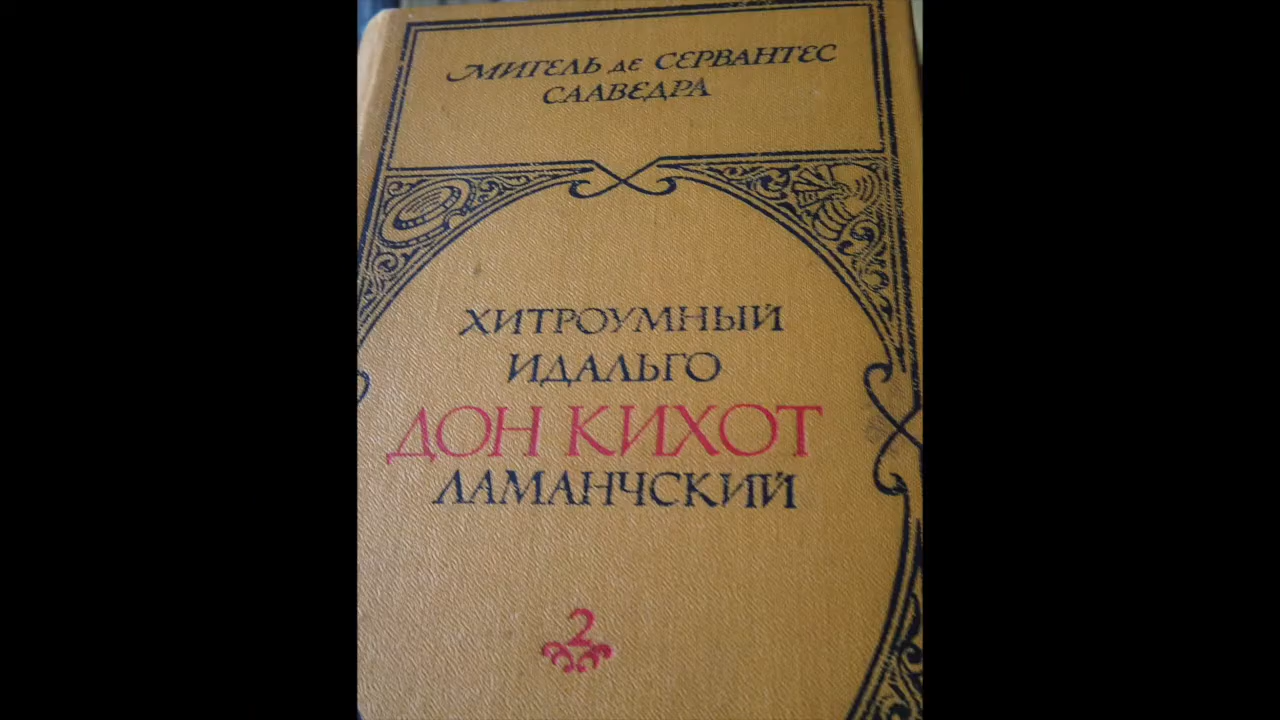 МИГЕЛЬ де СЕРВАНТЕС
СААВЕДРА
ХИТРОУМНЫЙ
ИДАЛЬГО
ДОН КИХОТ
ЛАМАНЧСКИЙ
2